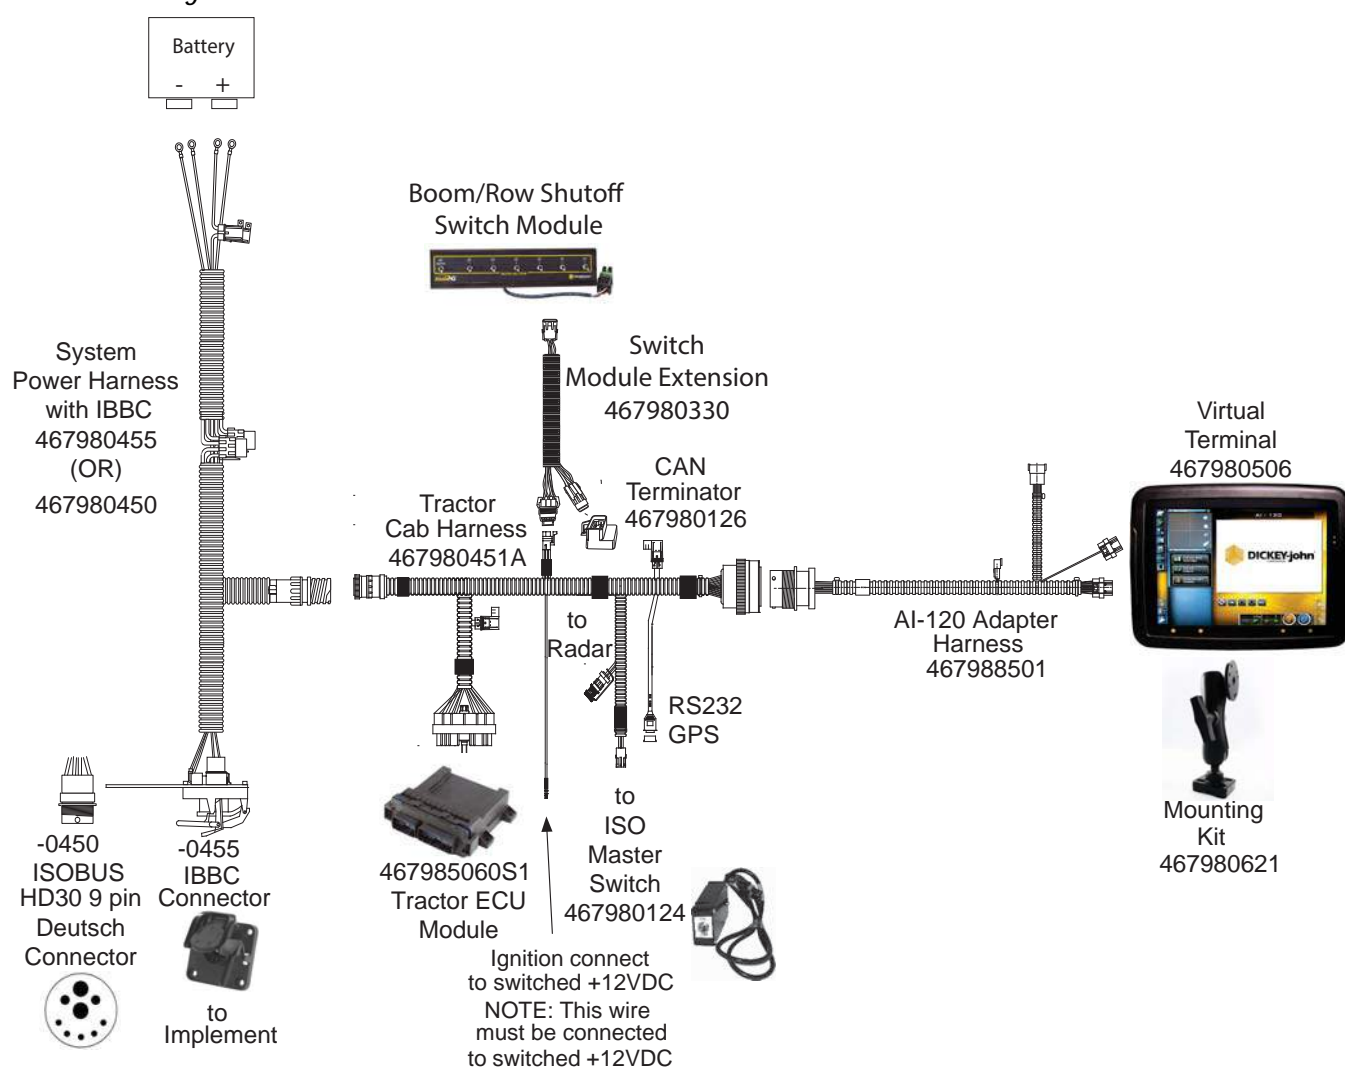 Battery
- +
Boom/Row Shutoff
Switch Module
System
Power Harness
with IBBC
467980455
(OR)
467980450
Switch
Module Extension
467980330
CAN
Terminator
467980126
Tractor
Cab Harness
467980451A
Virtual
Terminal
467980506
AI-120
DICKEY-john
to
Radar
AI-120 Adapter
Harness
467988501
RS232
GPS
Mounting
Kit
467980621
-0450
ISOBUS
HD30 9 pin
Deutsch
Connector
-0455
IBBC
Connector
to
Implement
467985060S1
Tractor ECU
Module
to
ISO
Master
Switch
467980124
Ignition connect
to switched +12VDC
NOTE: This wire
must be connected
to switched +12VDC